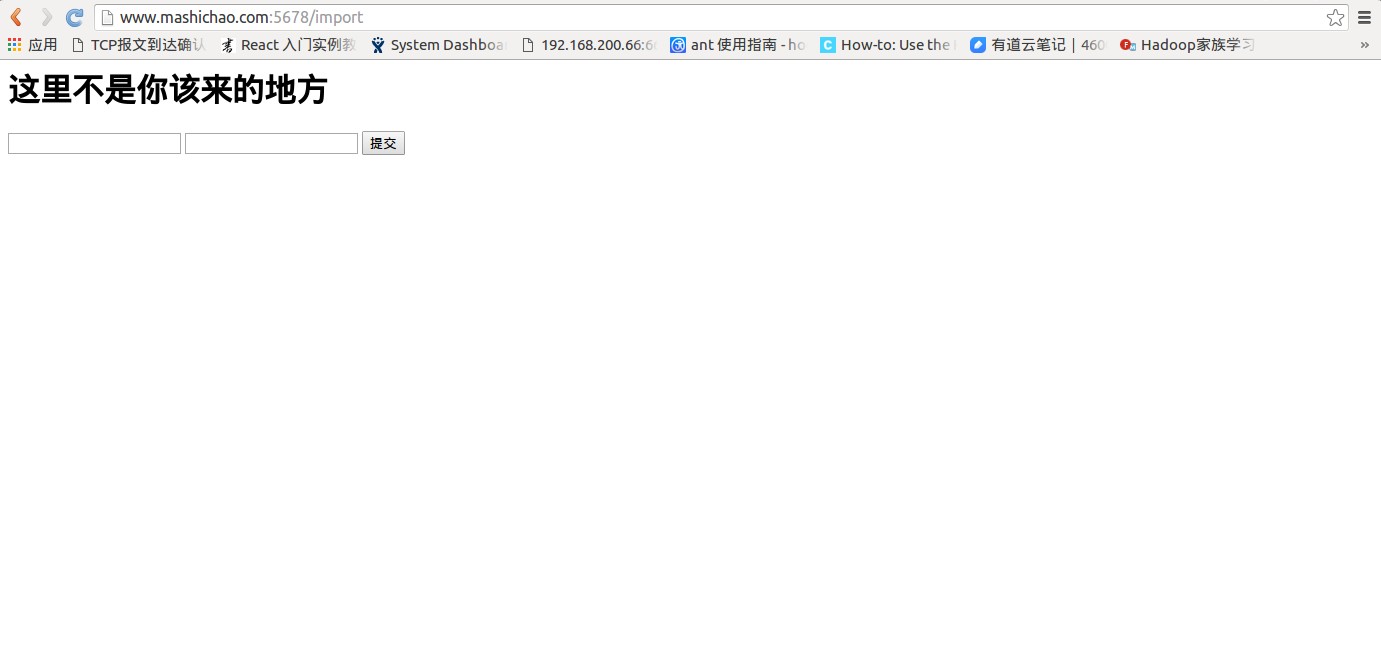 www.mashichao.com:5678/import
应用 TCP报文到达确认 React 入门实例教 System Dashboa 192.168.200.66:6 ant 使用指南 - ho How-to: Use the 有道云笔记 | 460 Hadoop家族学习 »
这里不是你该来的地方
提交